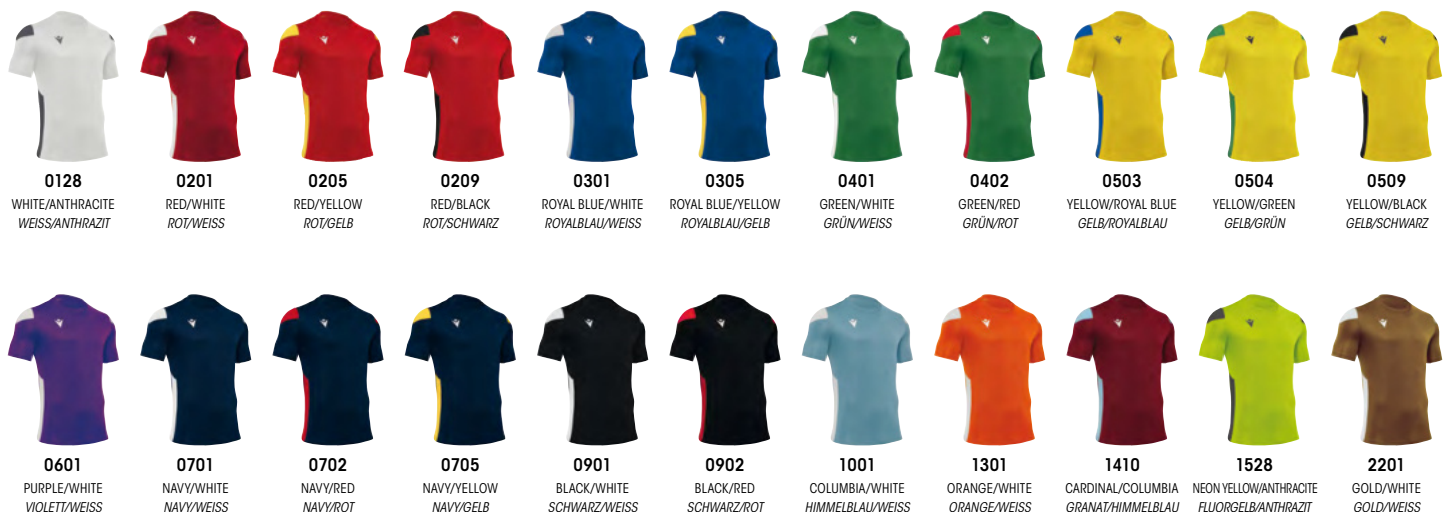 0128 0201 0205 0209 0301 0305 0401 0402 0503 0504 0509
WHITE/ANTHRACITE RED/WHITE RED/YELLOW RED/BLACK ROYAL BLUE/WHITE ROYAL BLUE/YELLOW GREEN/WHITE GREEN/RED YELLOW/ROYAL BLUE YELLOW/GREEN YELLOW/BLACK
WEISS/ANTHRAZIT ROT/WEISS ROT/GELB ROT/SCHWARZ ROYALBLAU/WEISS ROYALBLAU/GELB GRÜN/WEISS GRÜN/ROT GELB/ROYALBLAU GELB/GRÜN GELB/SCHWARZ
0601 0701 0702 0705 0901 0902 1001 1301 1410 1528 2201
PURPLE/WHITE NAVY/WHITE NAVY/RED NAVY/YELLOW BLACK/WHITE BLACK/RED COLUMBIA/WHITE ORANGE/WHITE CARDINAL/COLUMBIA NEON YELLOW/ANTHRACITE GOLD/WHITE
VIOLETT/WEISS NAVY/WEISS NAVY/ROT NAVY/GELB SCHWARZ/WEISS SCHWARZ/ROT HIMMELBLAU/WEISS ORANGE/WEISS GRANAT/HIMMELBLAU FLUORGELB/ANTHRAZIT GOLD/WEISS